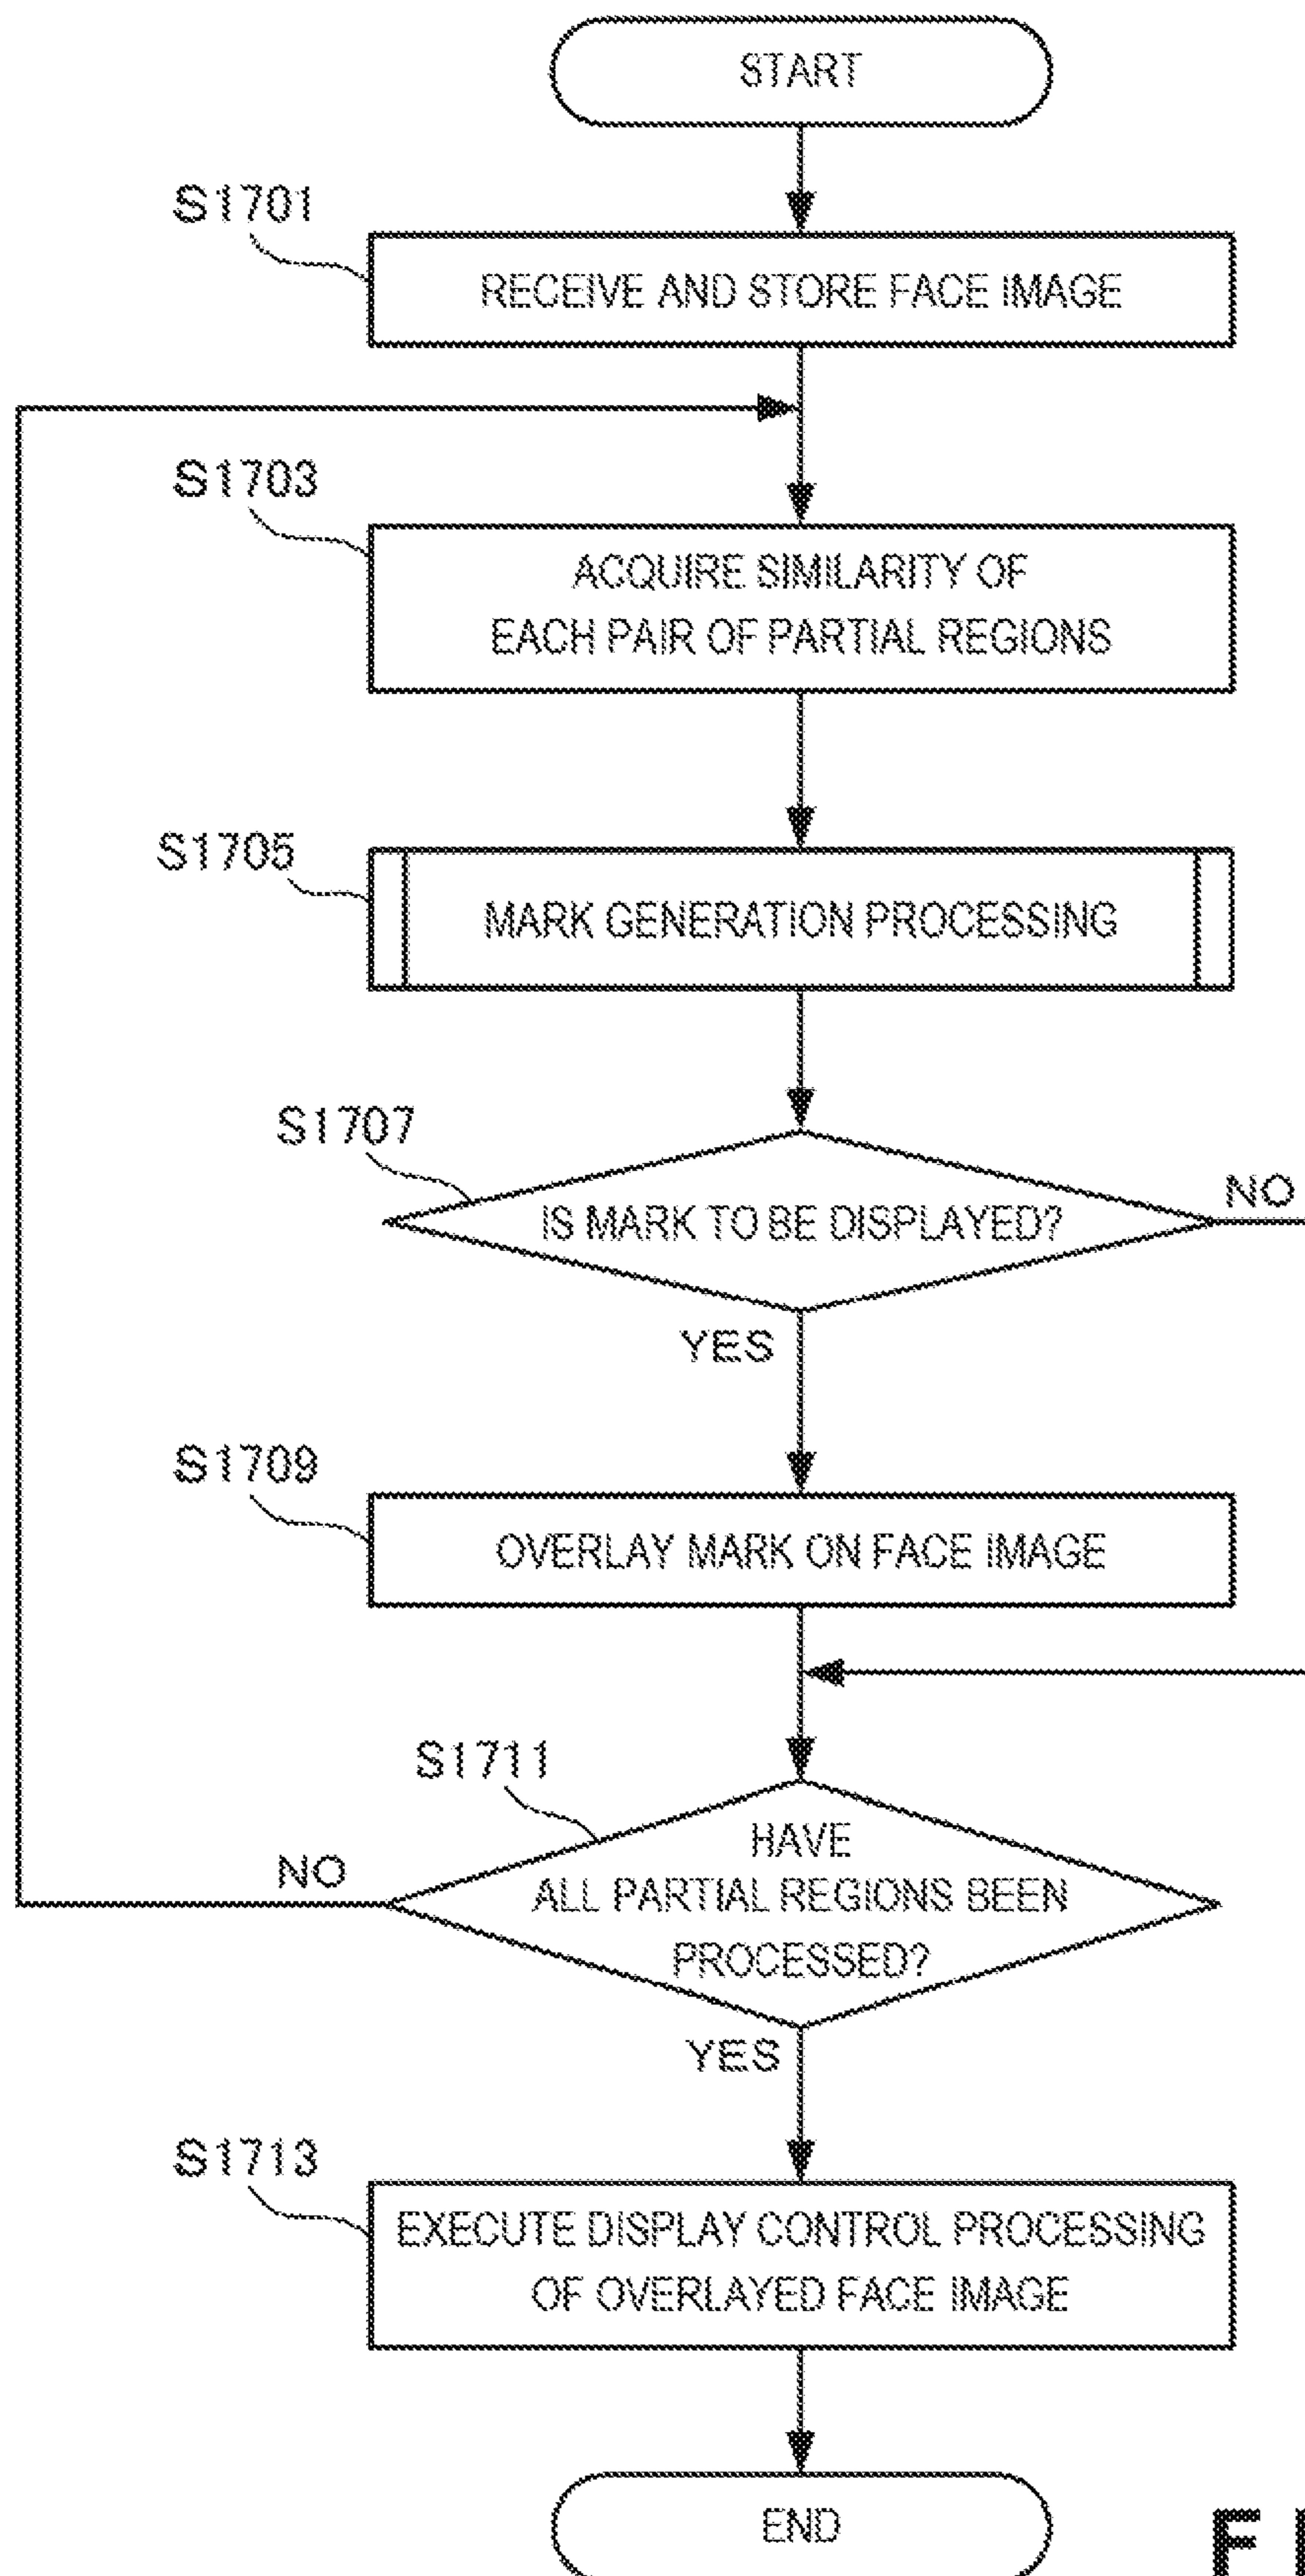 START
S1701
RECEIVE AND STORE FACE IMAGE
S1703
ACQUIRE SIMILARITY OF
EACH PAIR OF PARTIAL REGIONS
S1705
MARK GENERATION PROCESSING
S1707
IS MARK TO BE DISPLAYED?
NO
YES
S1709
OVERLAY MARK ON FACE IMAGE
S1711
HAVE
ALL PARTIAL REGIONS BEEN
PROCESSED?
NO
YES
S1713
EXECUTE DISPLAY CONTROL PROCESSING
OF OVERLAYED FACE IMAGE
END